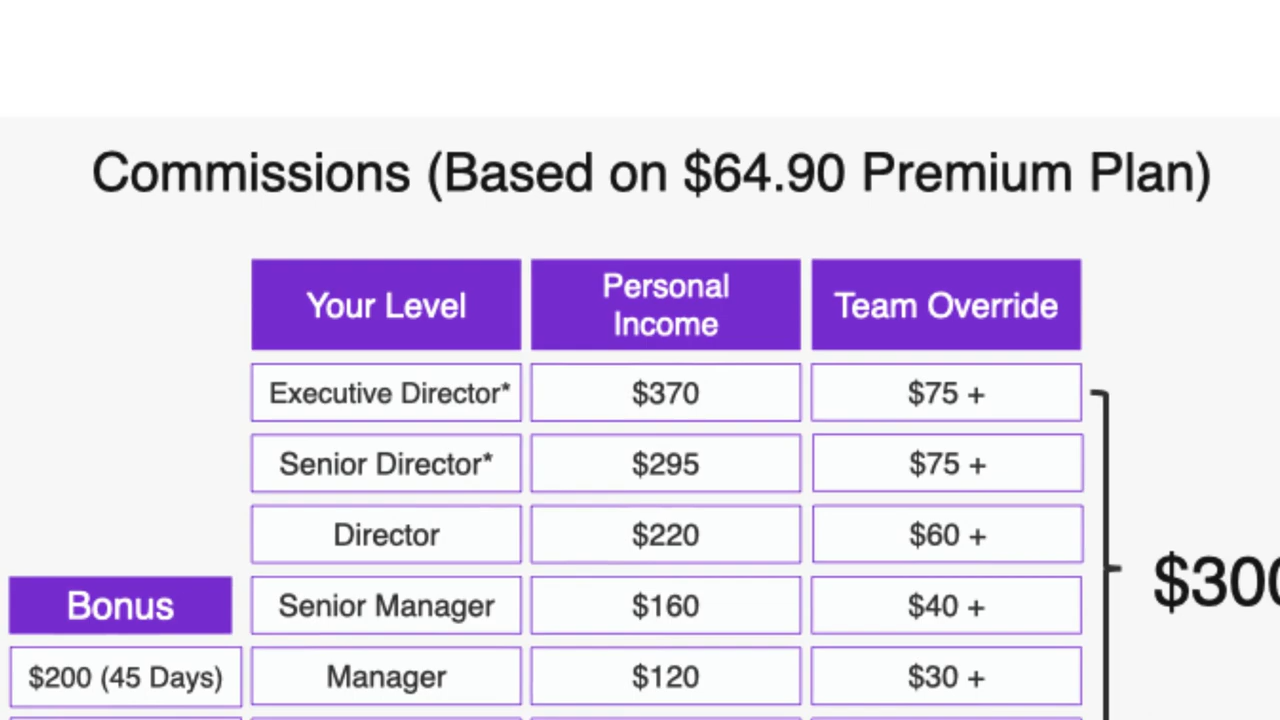 Commissions (Based on $64.90 Premium Plan)
Your Level
Personal
Income
Team Override
Executive Director*
$370
$75 +
Senior Director*
$295
$75 +
Director
$220
$60 +
$300
Bonus
Senior Manager
$160
$40 +
$200 (45 Days)
Manager
$120
$30 +